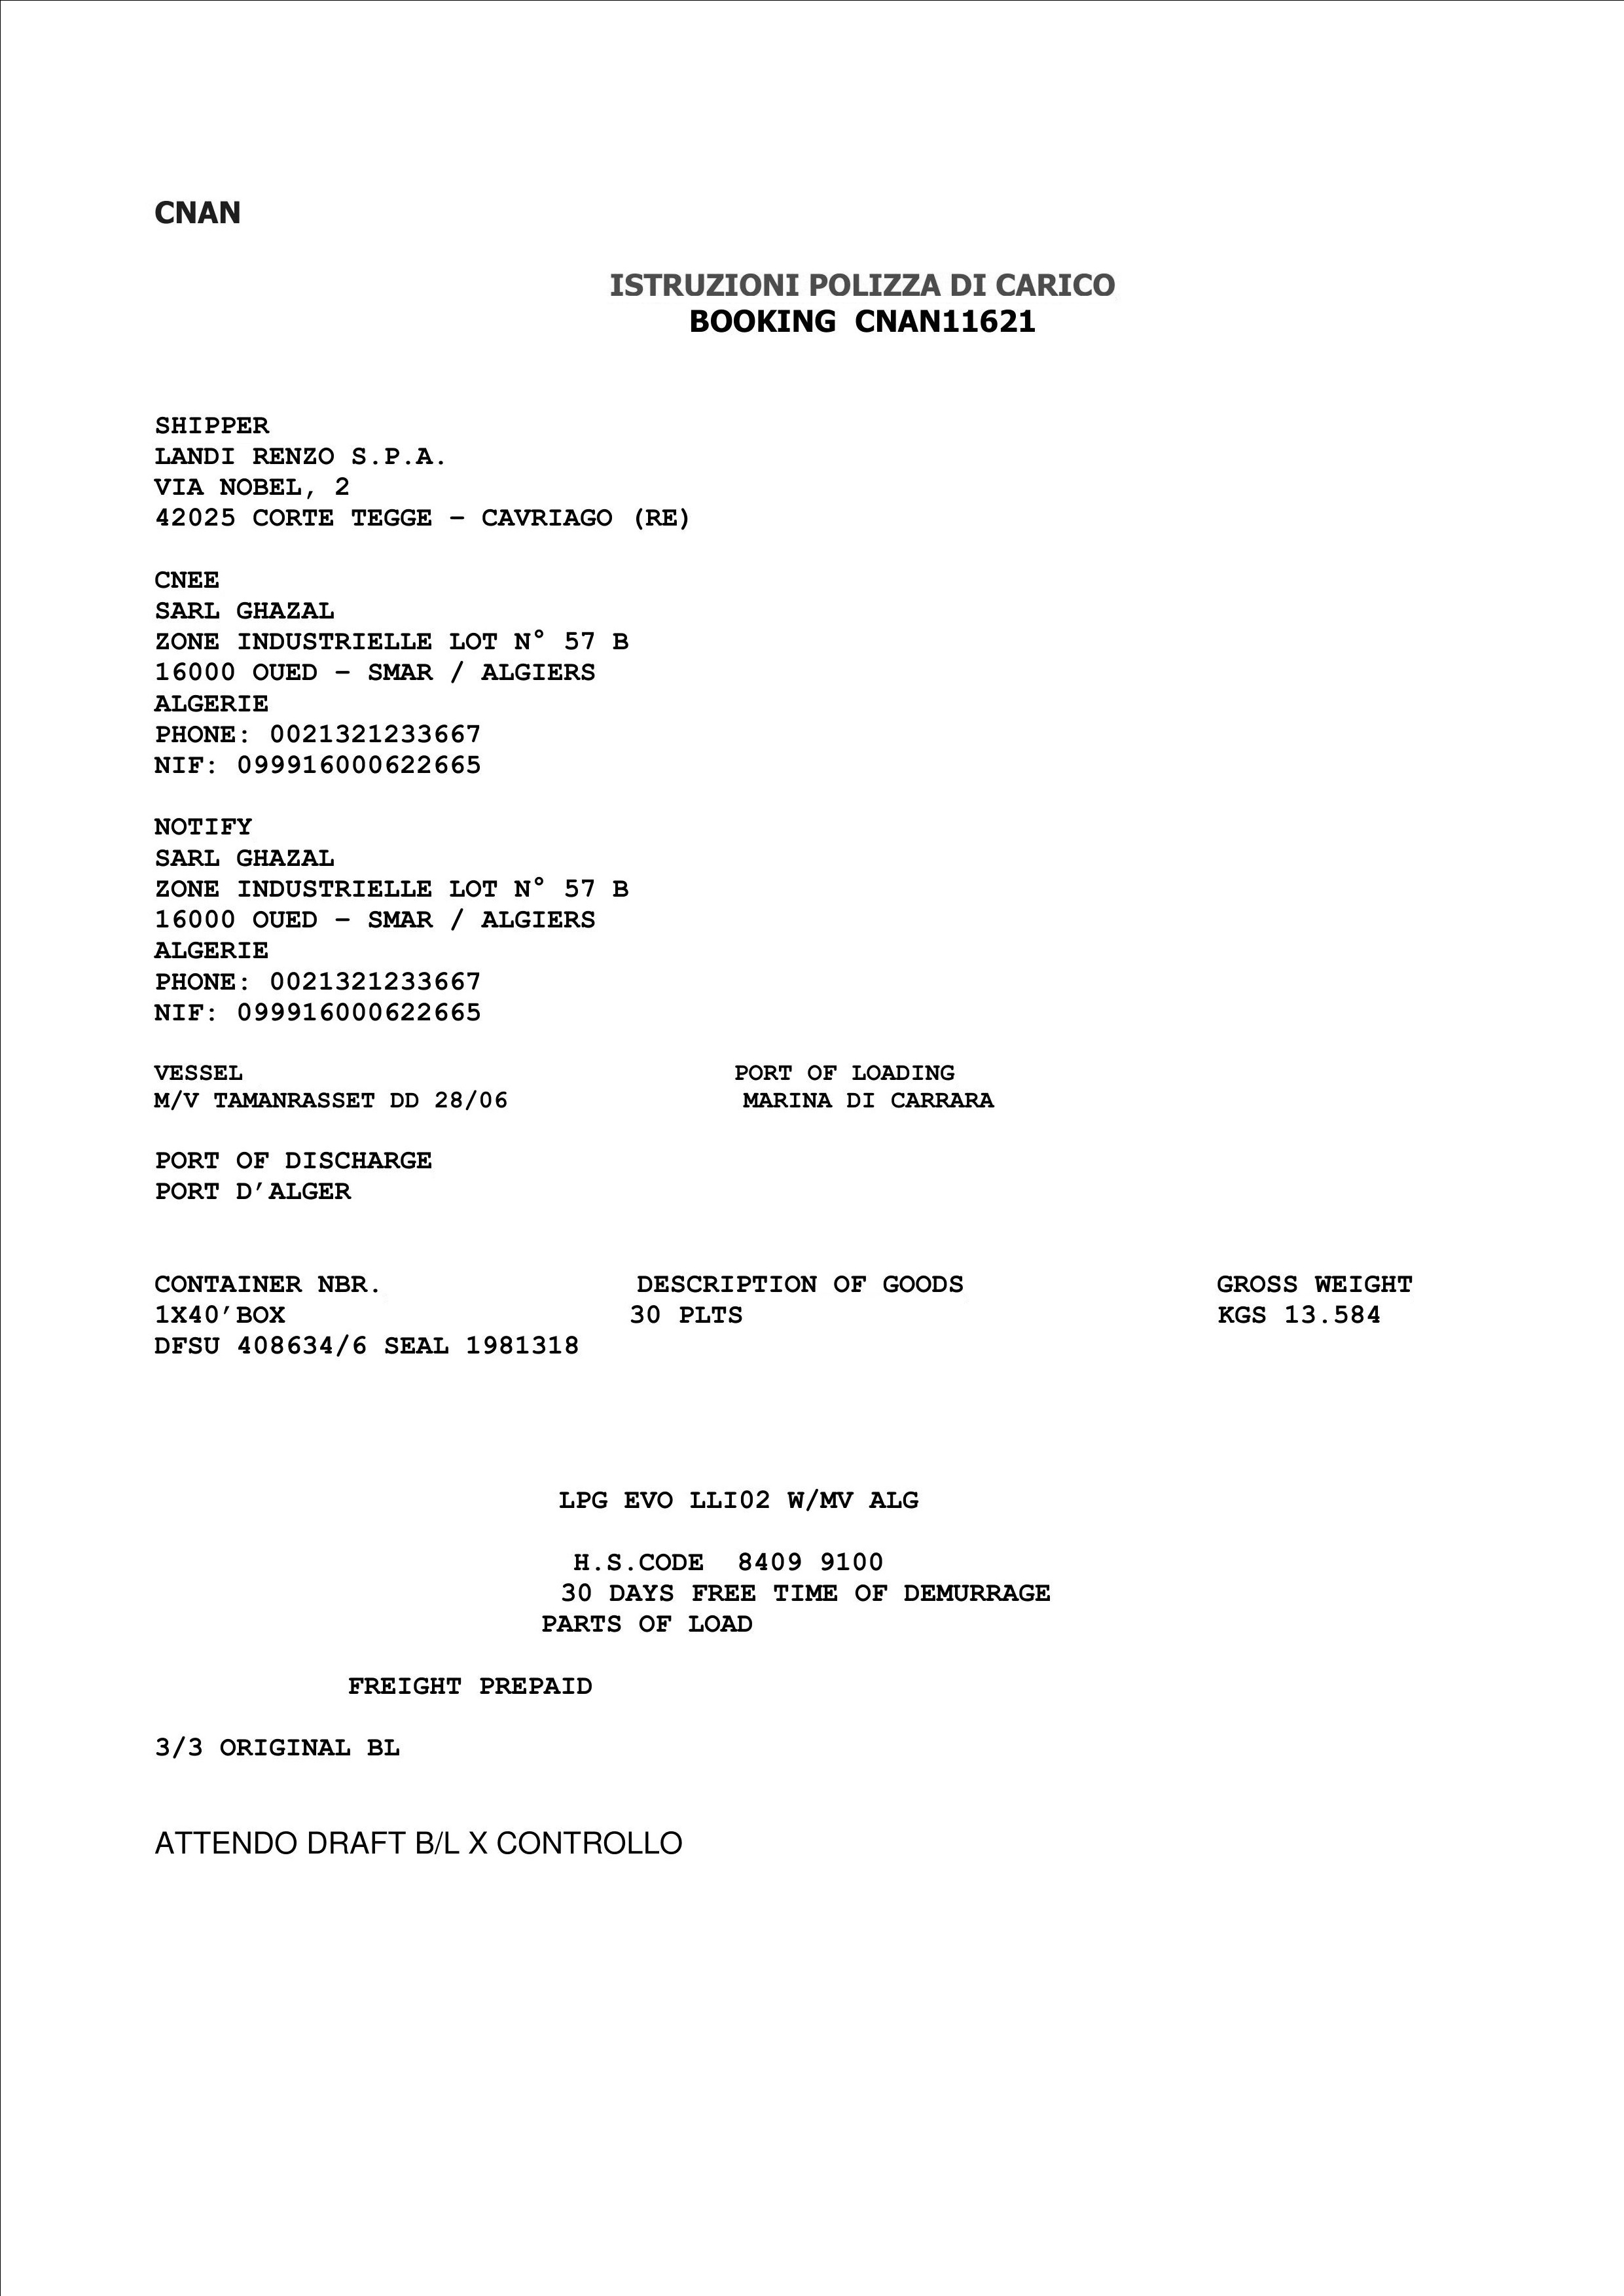 CNAN
ISTRUZIONI POLIZZA DI CARICO
BOOKING  CNAN11621
SHIPPER
LANDI RENZO S.P.A.
VIA NOBEL, 2
42025 CORTE TEGGE – CAVRIAGO (RE)
CNEE
SARL GHAZAL
ZONE INDUSTRIELLE LOT N° 57 B
16000 OUED – SMAR / ALGIERS
ALGERIE
PHONE: 0021321233667
NIF: 099916000622665
NOTIFY
SARL GHAZAL
ZONE INDUSTRIELLE LOT N° 57 B
16000 OUED – SMAR / ALGIERS
ALGERIE
PHONE: 0021321233667
NIF: 099916000622665
VESSEL PORT OF LOADING
M/V TAMANRASSET DD 28/06 MARINA DI CARRARA
PORT OF DISCHARGE
PORT D’ALGER
CONTAINER NBR. DESCRIPTION OF GOODS GROSS WEIGHT
1X40’BOX 30 PLTS KGS 13.584
DFSU 408634/6 SEAL 1981318
LPG EVO LLI02 W/MV ALG
H.S.CODE  8409 9100
30 DAYS FREE TIME OF DEMURRAGE
PARTS OF LOAD
FREIGHT PREPAID
3/3 ORIGINAL BL
ATTENDO DRAFT B/L X CONTROLLO